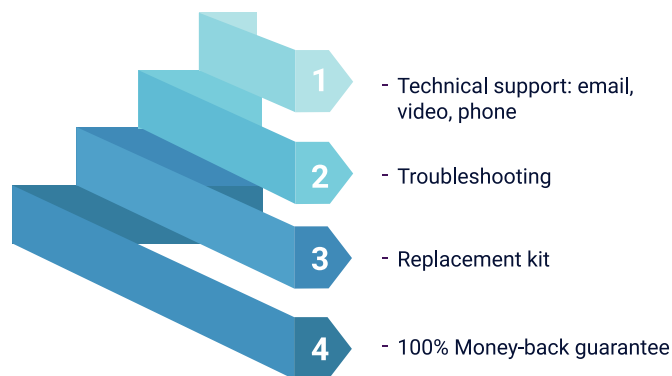 1
- Technical support: email,
video, phone
2
- Troubleshooting
3
- Replacement kit
4
- 100% Money-back guarantee